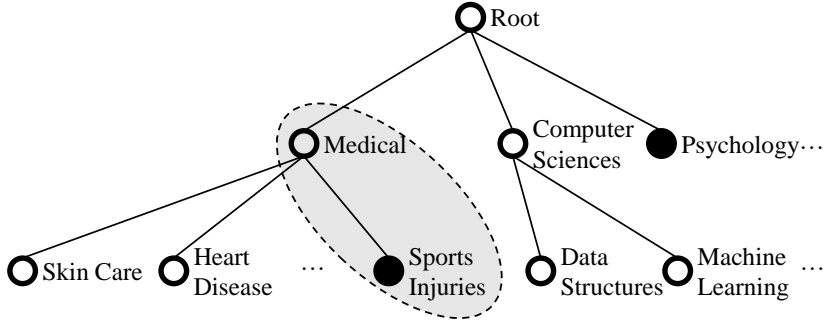 Root
Medical
Computer
Sciences
Psychology...
Skin Care
Heart
Disease
...
Sports
Injuries
Data
Structures
Machine
Learning
...